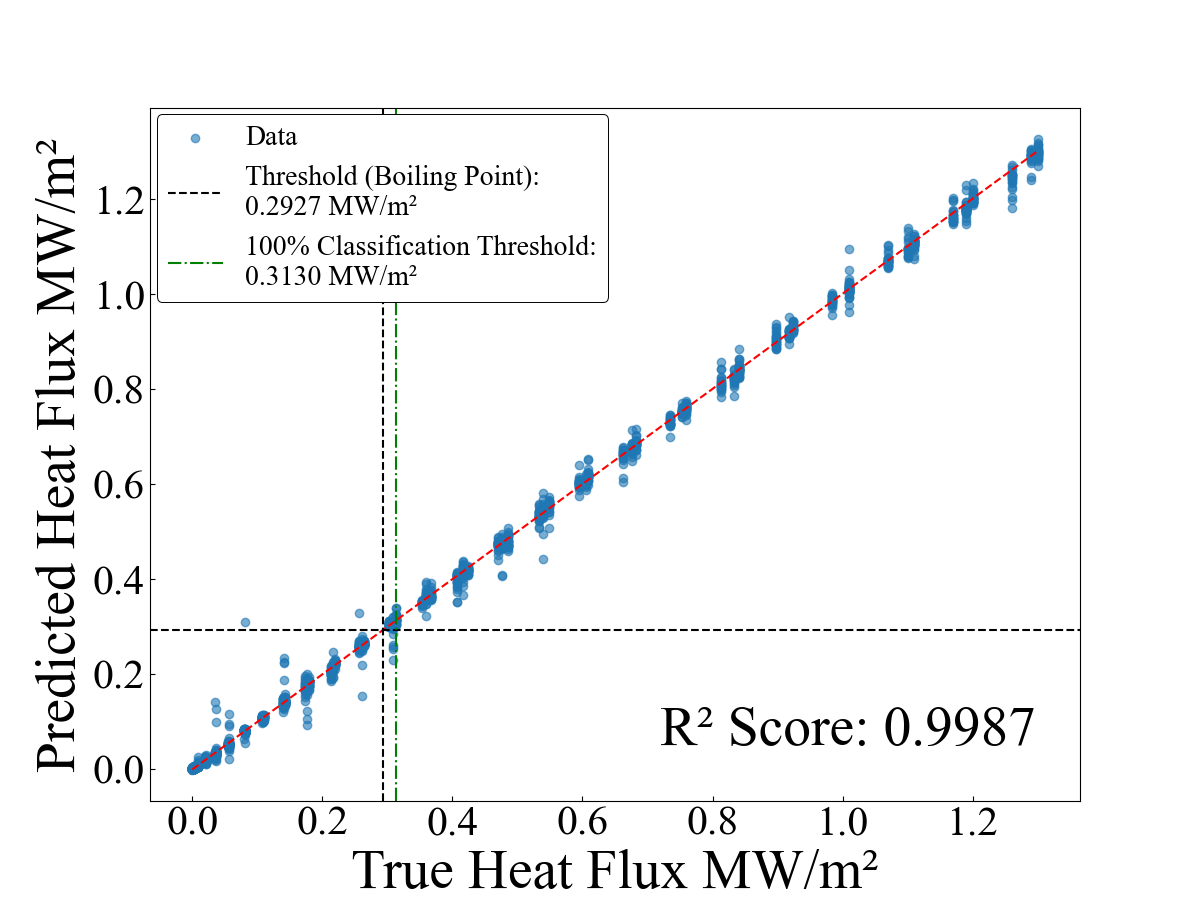 Data
Threshold (Boiling Point):
0.2927 MW/m²
100% Classification Threshold:
0.3130 MW/m²
Predicted Heat Flux MW/m²
1.2
1.0
0.8
0.6
0.4
0.2
0.0
R² Score: 0.9987
0.0 0.2 0.4 0.6 0.8 1.0 1.2
True Heat Flux MW/m²